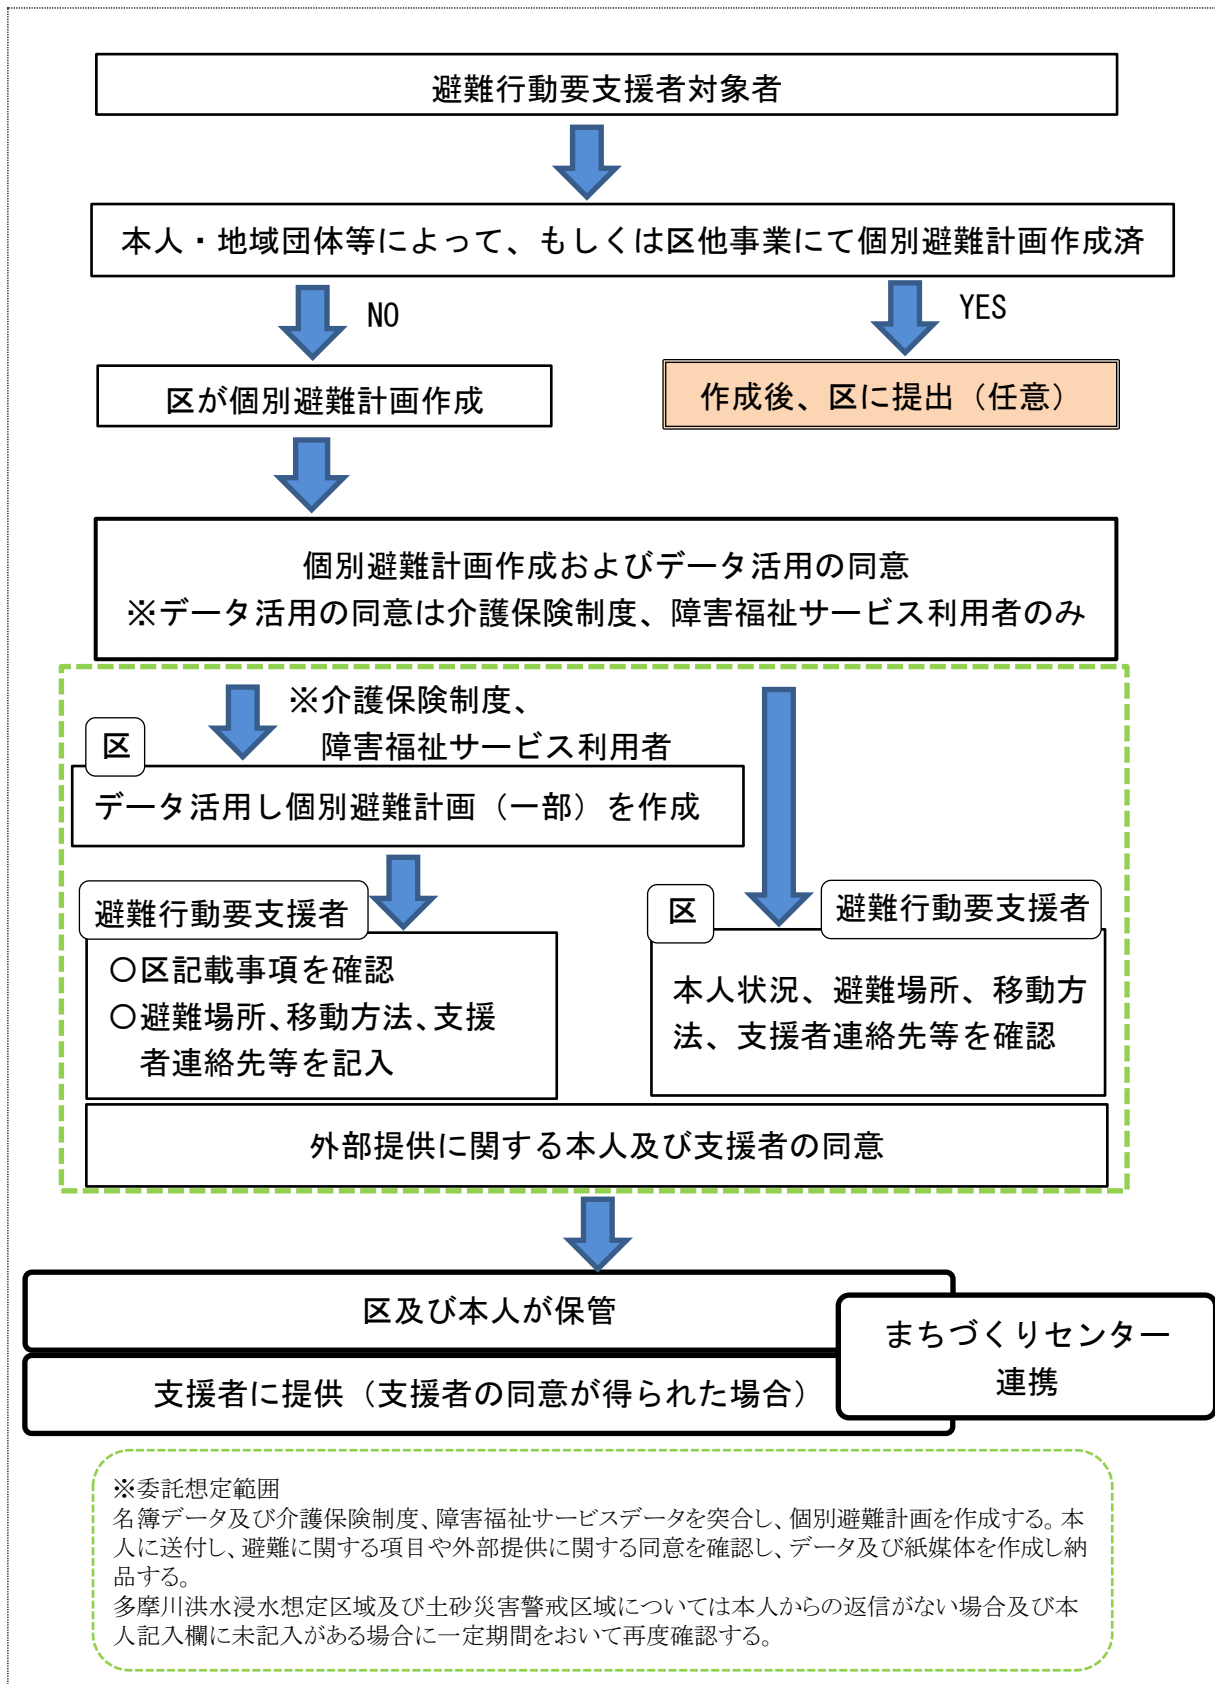 避難行動要支援者対象者
本人・地域団体等によって、もしくは区他事業にて個別避難計画作成済
NO
YES
区が個別避難計画作成
作成後、区に提出（任意）
個別避難計画作成およびデータ活用の同意
※データ活用の同意は介護保険制度、障害福祉サービス利用者のみ
※介護保険制度、
障害福祉サービス利用者
区
データ活用し個別避難計画（一部）を作成
避難行動要支援者
○区記載事項を確認
○避難場所、移動方法、支援
者連絡先等を記入
区
避難行動要支援者
本人状況、避難場所、移動方
法、支援者連絡先等を確認
外部提供に関する本人及び支援者の同意
区及び本人が保管
支援者に提供（支援者の同意が得られた場合）
まちづくりセンター
連携
※委託想定範囲
名簿データ及び介護保険制度、障害福祉サービスデータを突合し、個別避難計画を作成する。本
人に送付し、避難に関する項目や外部提供に関する同意を確認し、データ及び紙媒体を作成し納
品する。
多摩川洪水浸水想定区域及び土砂災害警戒区域については本人からの返信がない場合及び本
人記入欄に未記入がある場合に一定期間をおいて再度確認する。